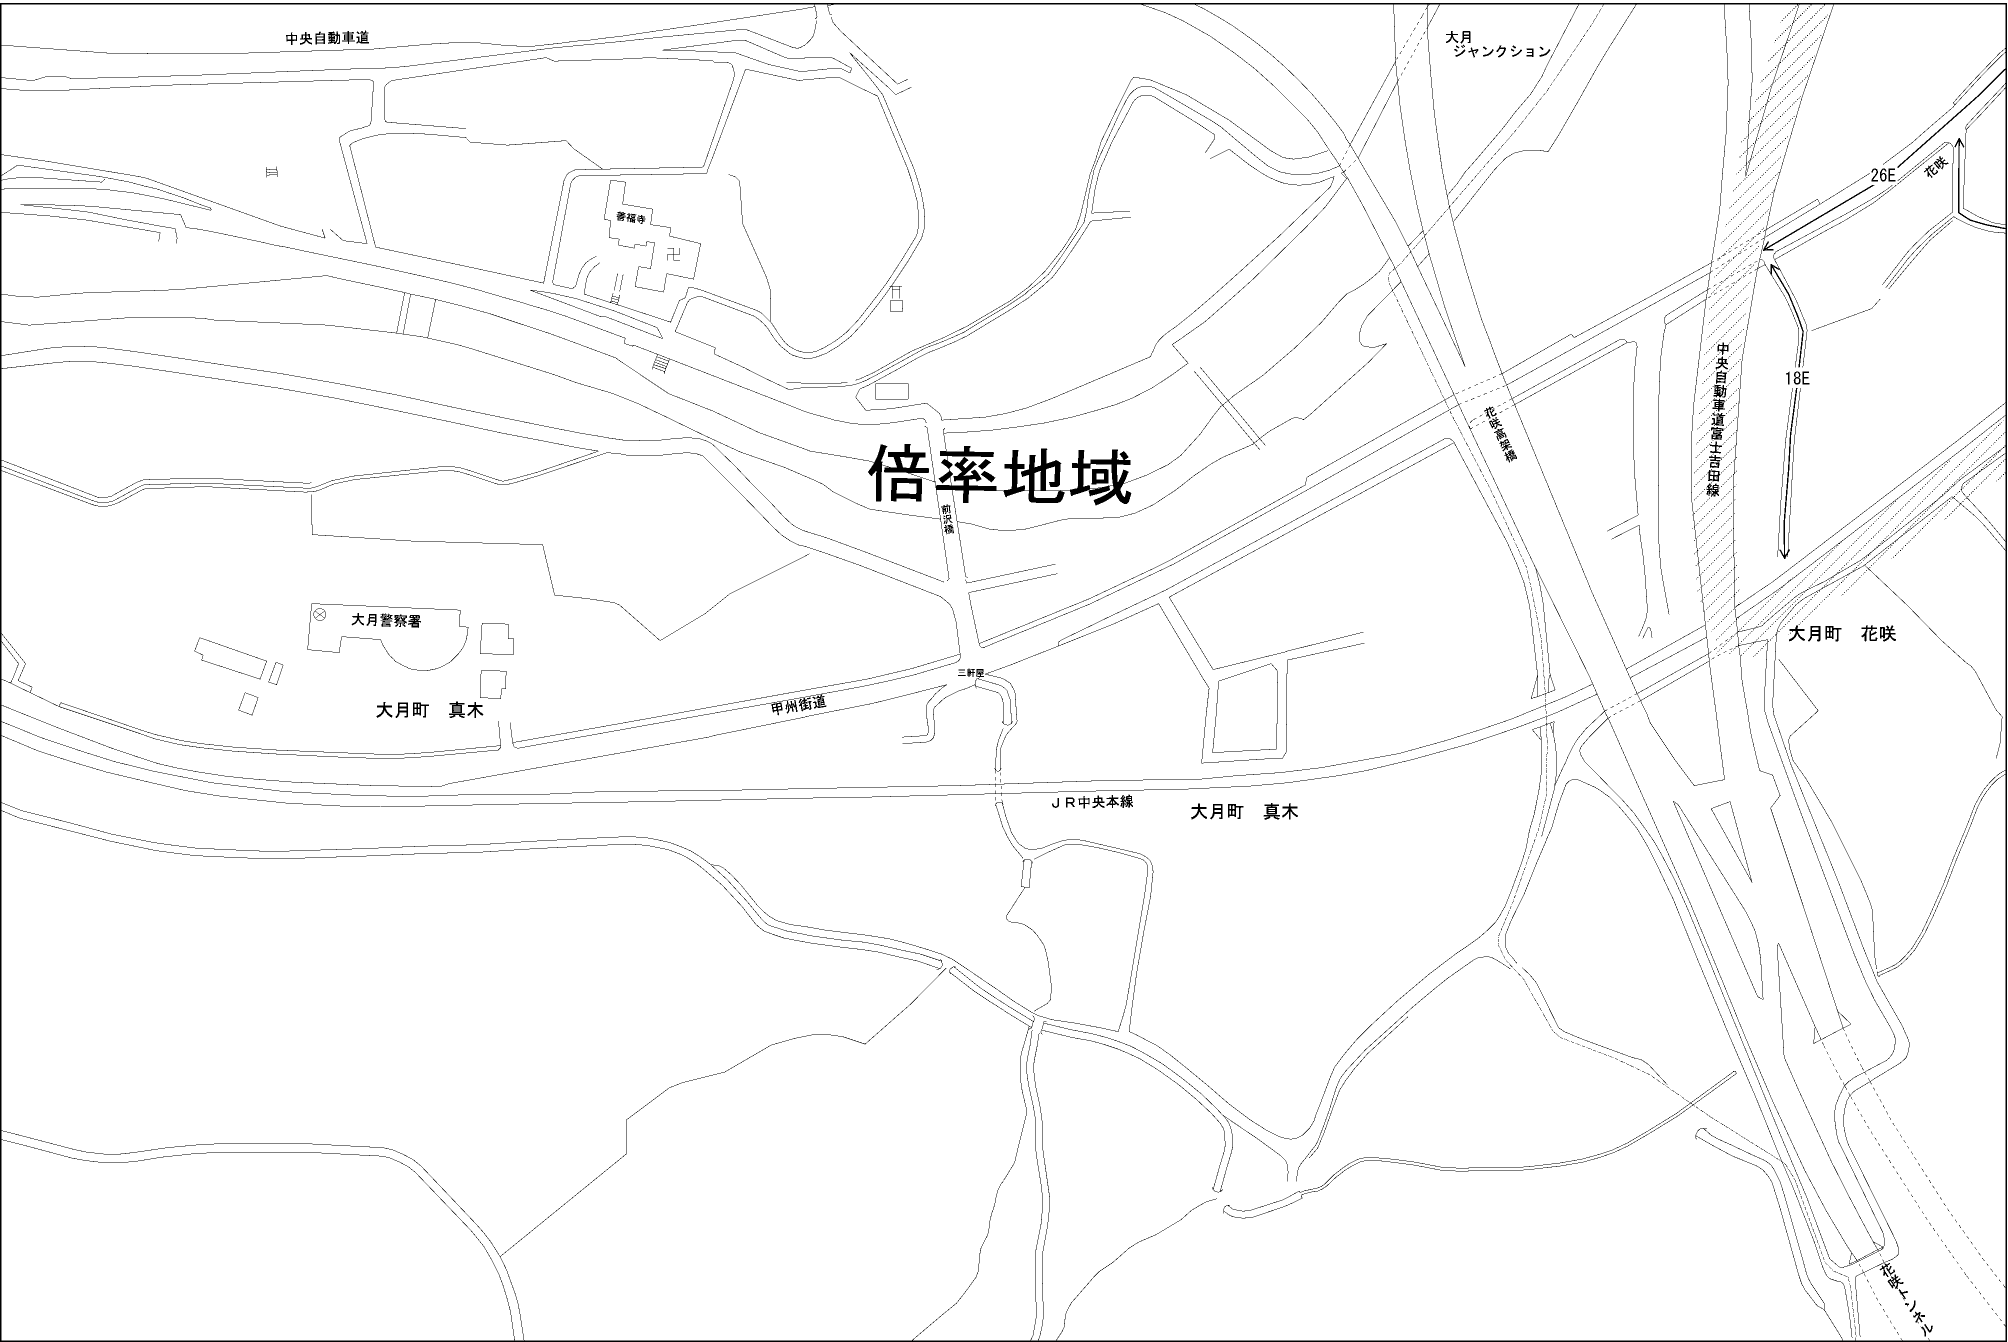 中央自動車道
大月
ジャンクション
26E
花咲
善福寺
中央自動車道富士吉田線
18E
花咲高架橋
倍率地域
前沢橋
大月警察署
大月町　花咲
三軒屋
甲州街道
大月町　真木
ＪＲ中央本線
大月町　真木
花咲トンネル